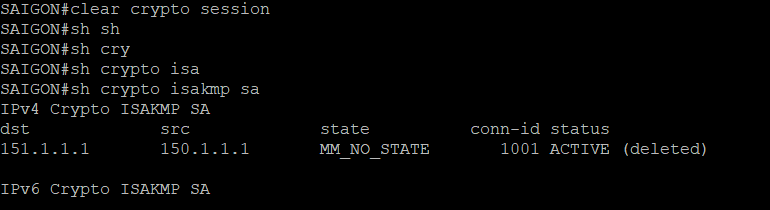 SAIGON#clear crypto session
SAIGON#sh sh
SAIGON#sh cry
SAIGON#sh crypto isa
SAIGON#sh crypto isakmp sa
IPv4 Crypto ISAKMP SA
dst             src             state          conn-id status
151.1.1.1       150.1.1.1       MM_NO_STATE       1001 ACTIVE (deleted)
IPv6 Crypto ISAKMP SA